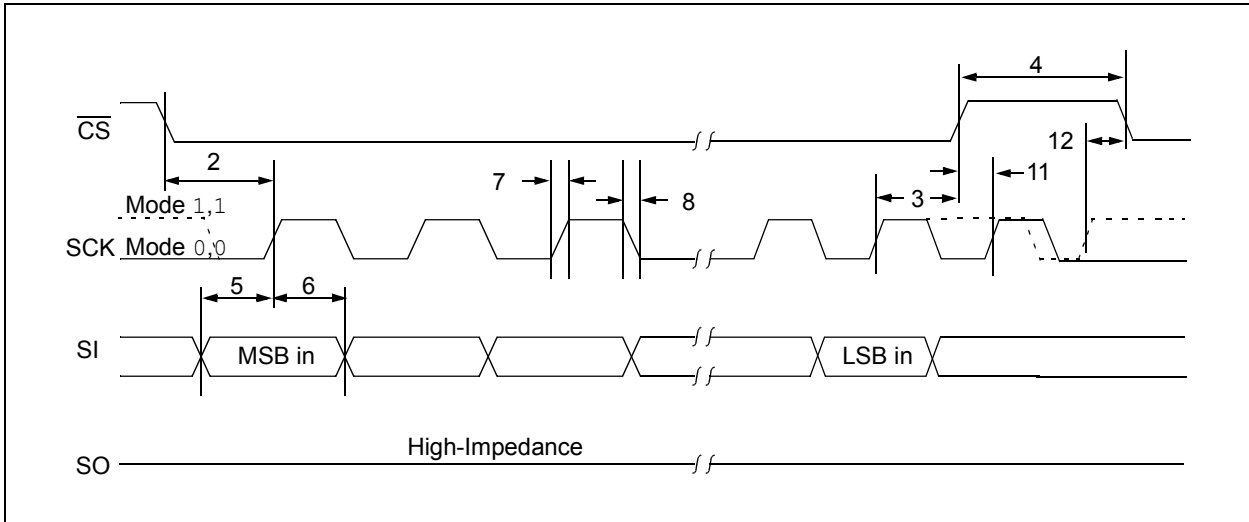 4
CS
12
2
7
8
3
11
Mode 1,1
SCK Mode 0,0
5
6
SI
MSB in
LSB in
High-Impedance
SO